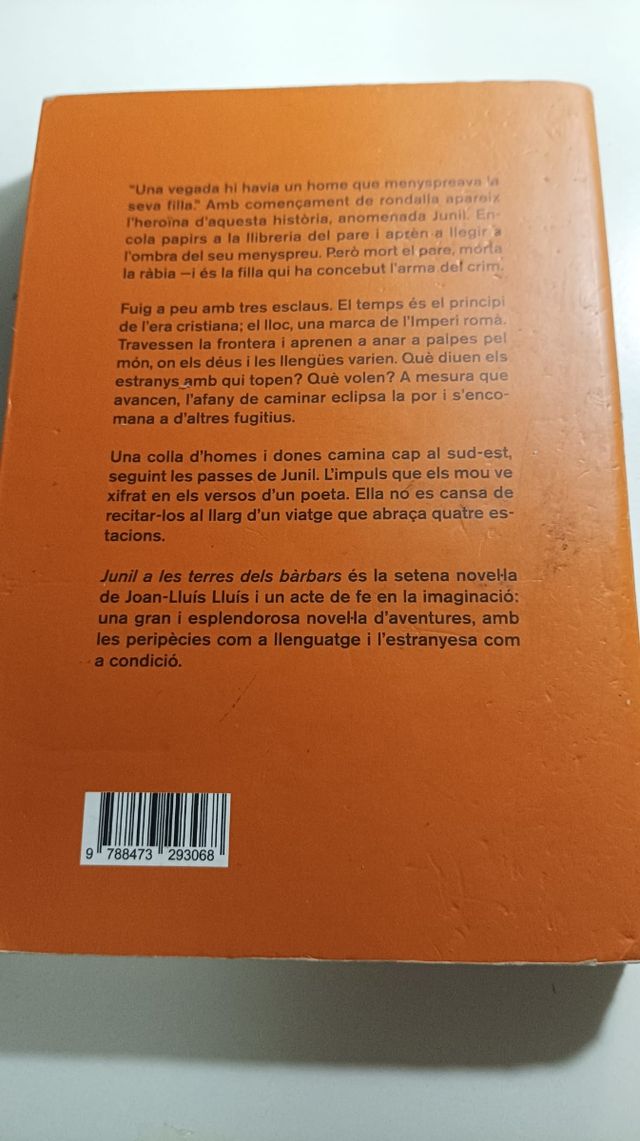 "Una vegada hi havia un home que menyspreava la
seva filla." Amb començament de rondalla apareix
l'heroïna d'aquesta història, anomenada Junil. En-
cola papirs a la llibreria del pare i aprèn a llegir a
l'ombra del seu menyspreu. Però mort el pare, morta
la ràbia —i és la filla qui ha concebut l'arma del crim.
Fuig a peu amb tres esclaus. El temps és el principi
de l'era cristiana; el lloc, una marca de l'Imperi romà.
Travessen la frontera i aprenen a anar a palpes pel
món, on els déus i les llengües varien. Què diuen els
estranys amb qui topen? Què volen? A mesura que
avancen, l'afany de caminar eclipsa la por i s'enco-
mana a d'altres fugitius.
Una colla d'homes i dones camina cap al sud-est,
seguint les passes de Junil. L'impuls que els mou ve
xifrat en els versos d'un poeta. Ella no es cansa de
recitar-los al llarg d'un viatge que abraça quatre es-
tacions.
Junil a les terres dels bàrbars és la setena novel·la
de Joan-Lluís Lluís i un acte de fe en la imaginació:
una gran i esplendorosa novel·la d'aventures, amb
les peripècies com a llenguatge i l'estranyesa com
a condició.
9 788473 293068